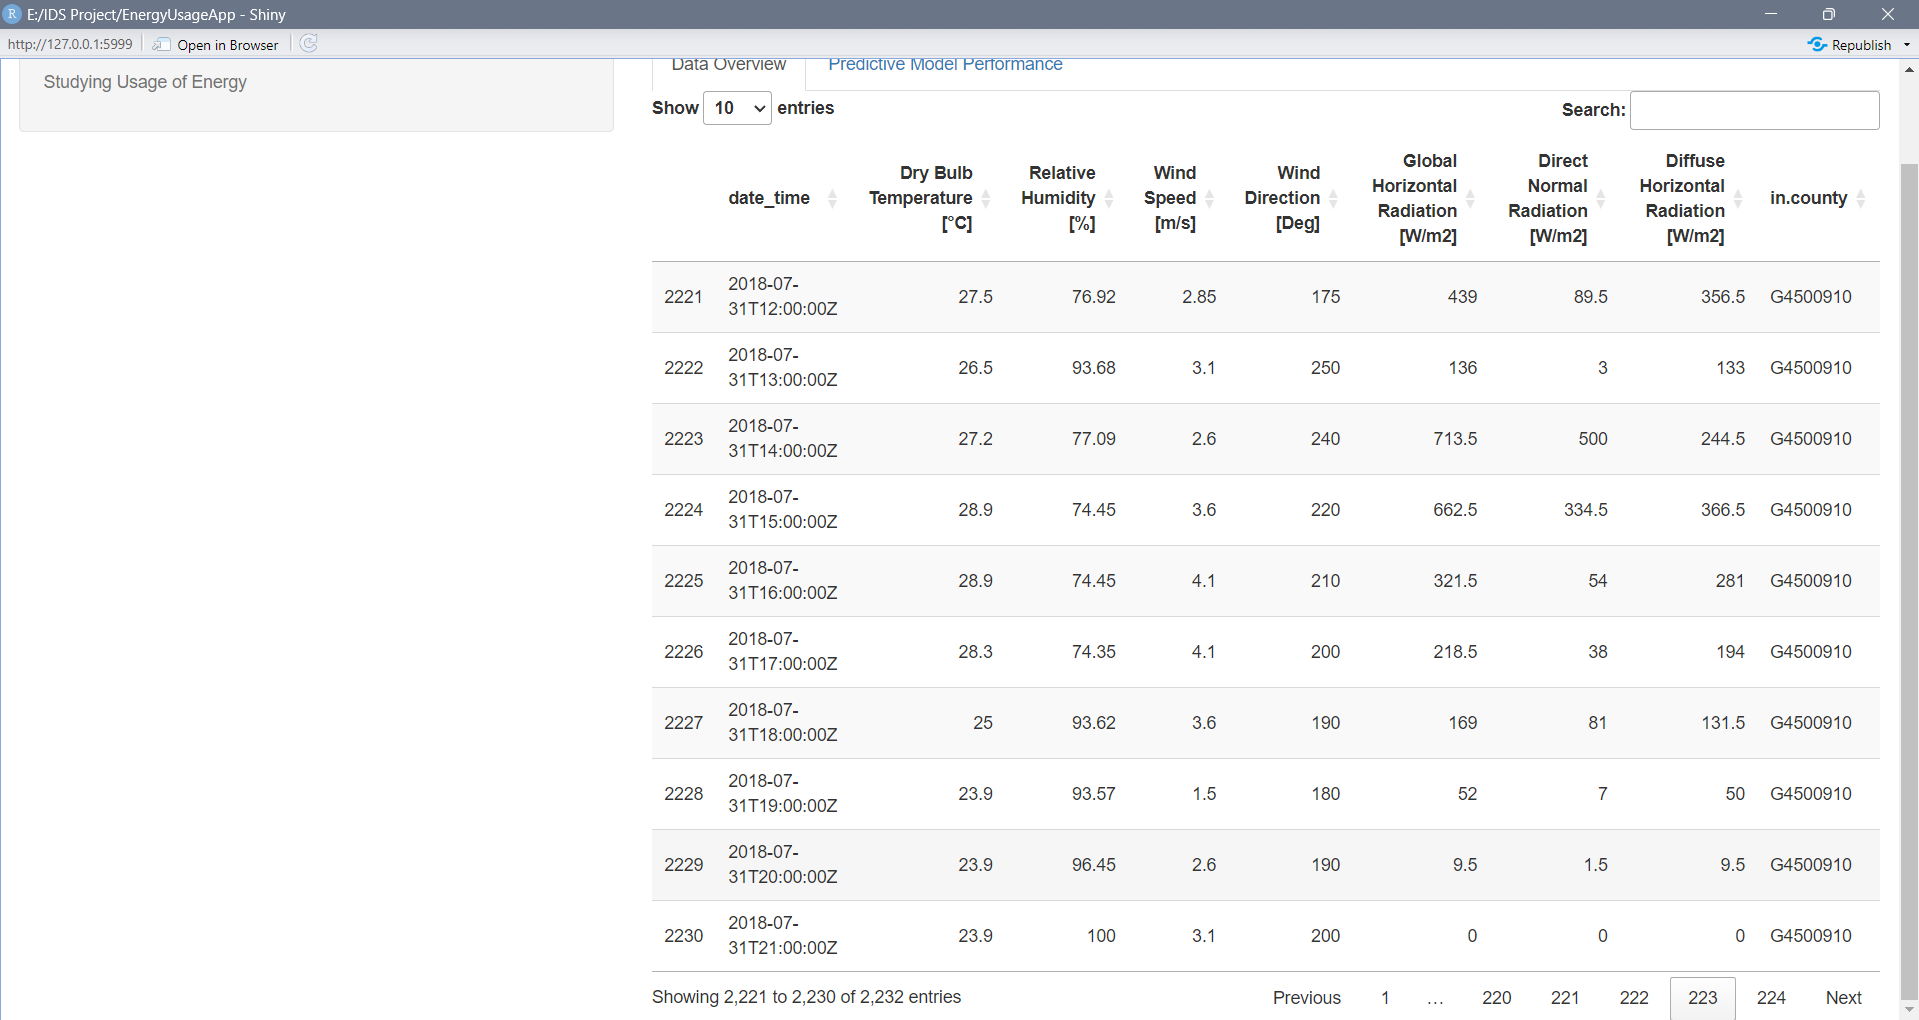 R E:/IDS Project/EnergyUsageApp - Shiny
http://127.0.0.1:5999 Open in Browser Republish
Studying Usage of Energy
Data Overview Predictive Model Performance
Show 10 entries Search:
date_time
Dry Bulb
Temperature
[°C]
Relative
Humidity
[%]
Wind
Speed
[m/s]
Wind
Direction
[Deg]
Global
Horizontal
Radiation
[W/m2]
Direct
Normal
Radiation
[W/m2]
Diffuse
Horizontal
Radiation
[W/m2]
in.county
2221 2018-07-
31T12:00:00Z 27.5 76.92 2.85 175 439 89.5 356.5 G4500910
2222 2018-07-
31T13:00:00Z 26.5 93.68 3.1 250 136 3 133 G4500910
2223 2018-07-
31T14:00:00Z 27.2 77.09 2.6 240 713.5 500 244.5 G4500910
2224 2018-07-
31T15:00:00Z 28.9 74.45 3.6 220 662.5 334.5 366.5 G4500910
2225 2018-07-
31T16:00:00Z 28.9 74.45 4.1 210 321.5 54 281 G4500910
2226 2018-07-
31T17:00:00Z 28.3 74.35 4.1 200 218.5 38 194 G4500910
2227 2018-07-
31T18:00:00Z 25 93.62 3.6 190 169 81 131.5 G4500910
2228 2018-07-
31T19:00:00Z 23.9 93.57 1.5 180 52 7 50 G4500910
2229 2018-07-
31T20:00:00Z 23.9 96.45 2.6 190 9.5 1.5 9.5 G4500910
2230 2018-07-
31T21:00:00Z 23.9 100 3.1 200 0 0 0 G4500910
Showing 2,221 to 2,230 of 2,232 entries Previous 1 … 220 221 222 223 224 Next